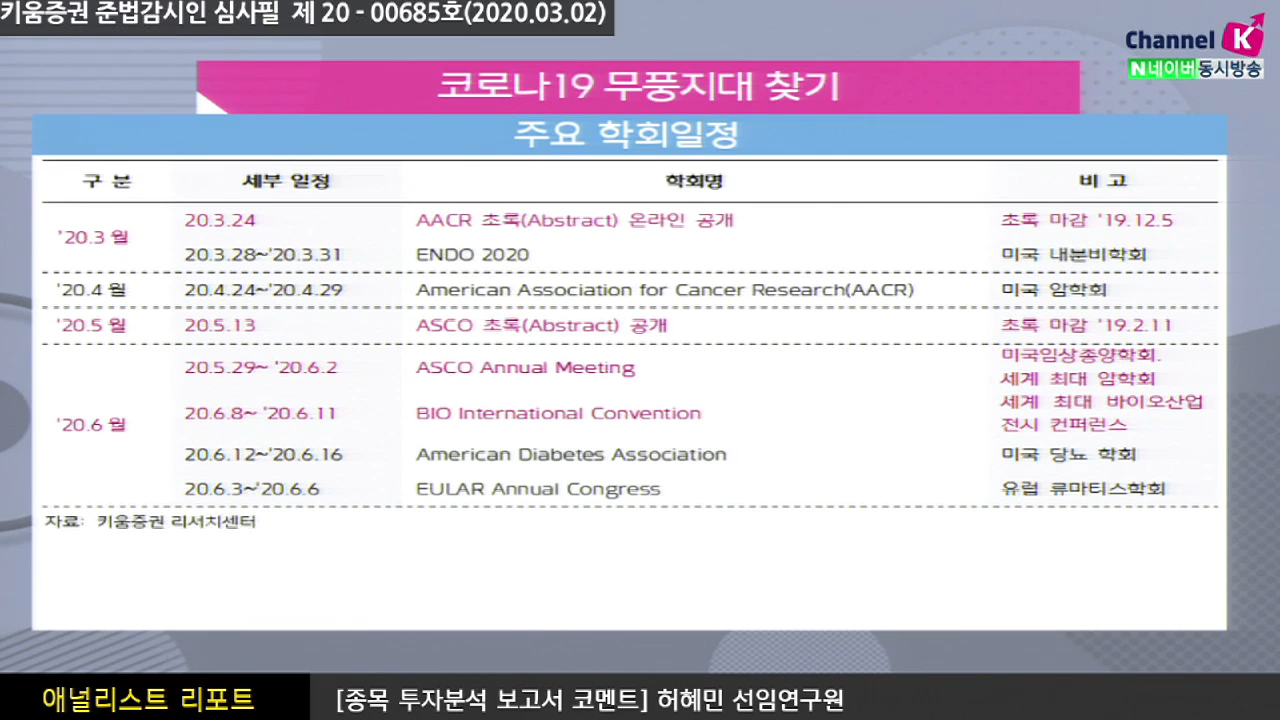 키움증권 준법감시인 심사필 제 20 - 00685호(2020.03.02)
Channel K
N네이버 동시방송
코로나19 무풍지대 찾기
주요 학회일정
구 분 세부 일정 학회명 비 고
'20.3 월 20.3.24 AACR 초록(Abstract) 온라인 공개 초록 마감 '19.12.5
20.3.28~'20.3.31 ENDO 2020 미국 내분비학회
'20.4 월 20.4.24~'20.4.29 American Association for Cancer Research(AACR) 미국 암학회
'20.5 월 20.5.13 ASCO 초록(Abstract) 공개 초록 마감 '19.2.11
'20.6 월 20.5.29~ '20.6.2 ASCO Annual Meeting 미국임상종양학회.
세계 최대 암학회
20.6.8~ '20.6.11 BIO International Convention 세계 최대 바이오산업
전시 컨퍼런스
20.6.12~'20.6.16 American Diabetes Association 미국 당뇨 학회
20.6.3~'20.6.6 EULAR Annual Congress 유럽 류마티스학회
자료: 키움증권 리서치센터
애널리스트 리포트 [종목 투자분석 보고서 코멘트] 허혜민 선임연구원